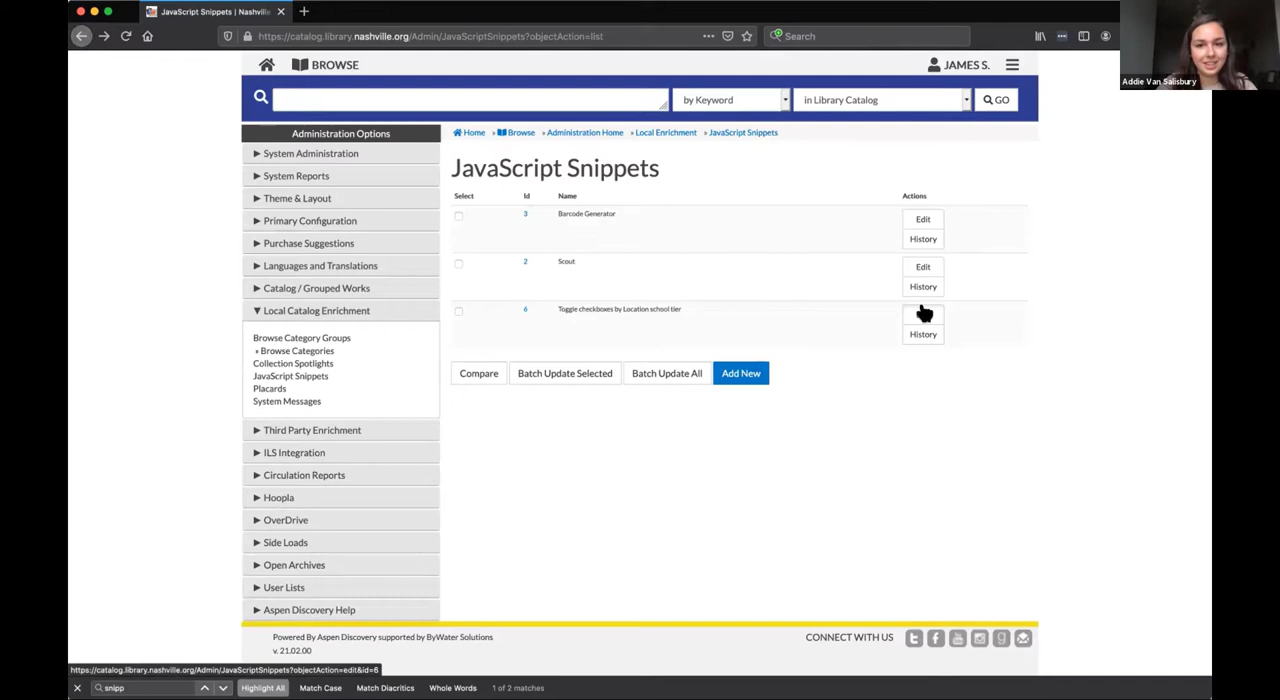 JavaScript Snippets | Nashville
https://catalog.library.nashville.org/Admin/JavaScriptSnippets?objectAction=list
Search
Addie Van Salisbury
BROWSE
JAMES S.
by Keyword
in Library Catalog
GO
Administration Options
System Administration
System Reports
Theme & Layout
Primary Configuration
Purchase Suggestions
Languages and Translations
Catalog / Grouped Works
Local Catalog Enrichment
Browse Category Groups
» Browse Categories
Collection Spotlights
JavaScript Snippets
Placards
System Messages
Third Party Enrichment
ILS Integration
Circulation Reports
Hoopla
OverDrive
Side Loads
Open Archives
User Lists
Aspen Discovery Help
Home » Browse » Administration Home » Local Enrichment » JavaScript Snippets
JavaScript Snippets
Select Id Name Actions
3 Barcode Generator Edit
History
2 Scout Edit
History
6 Toggle checkboxes by Location school tier
History
Compare Batch Update Selected Batch Update All Add New
Powered By Aspen Discovery supported by ByWater Solutions
v. 21.02.00
CONNECT WITH US
https://catalog.library.nashville.org/Admin/JavaScriptSnippets?objectAction=edit&id=6
snipp Highlight All Match Case Match Diacritics Whole Words 1 of 2 matches